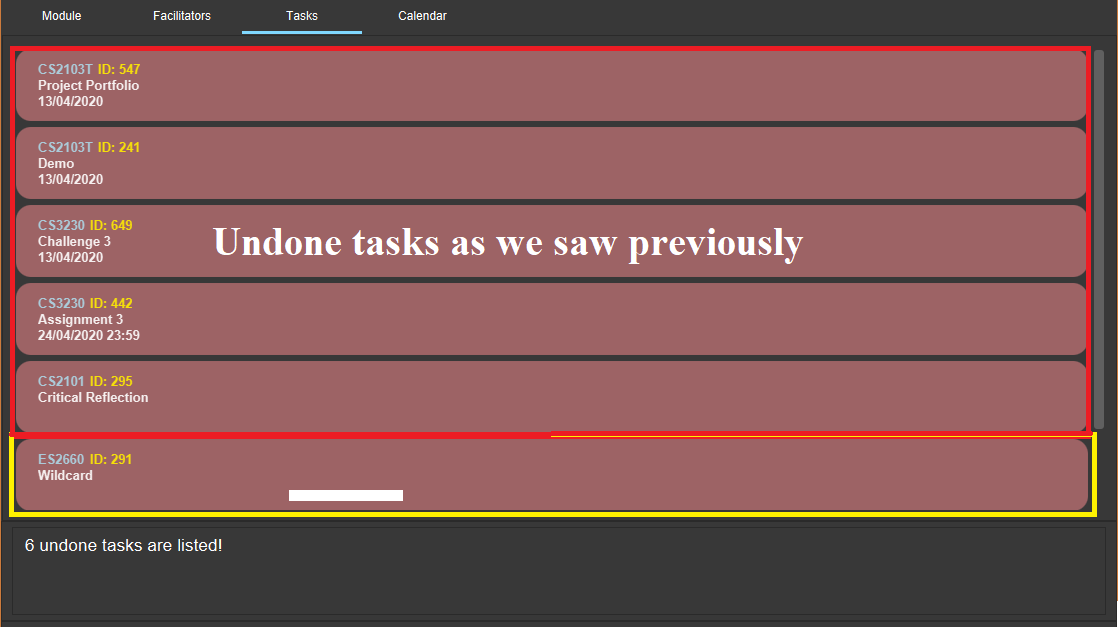 Module Facilitators Tasks Calendar
CS2103T ID: 547
Project Portfolio
13/04/2020
CS2103T ID: 241
Demo
13/04/2020
CS3230 ID: 649
Challenge 3
13/04/2020
Undone tasks as we saw previously
CS3230 ID: 442
Assignment 3
24/04/2020 23:59
CS2101 ID: 295
Critical Reflection
ES2660 ID: 291
Wildcard
6 undone tasks are listed!